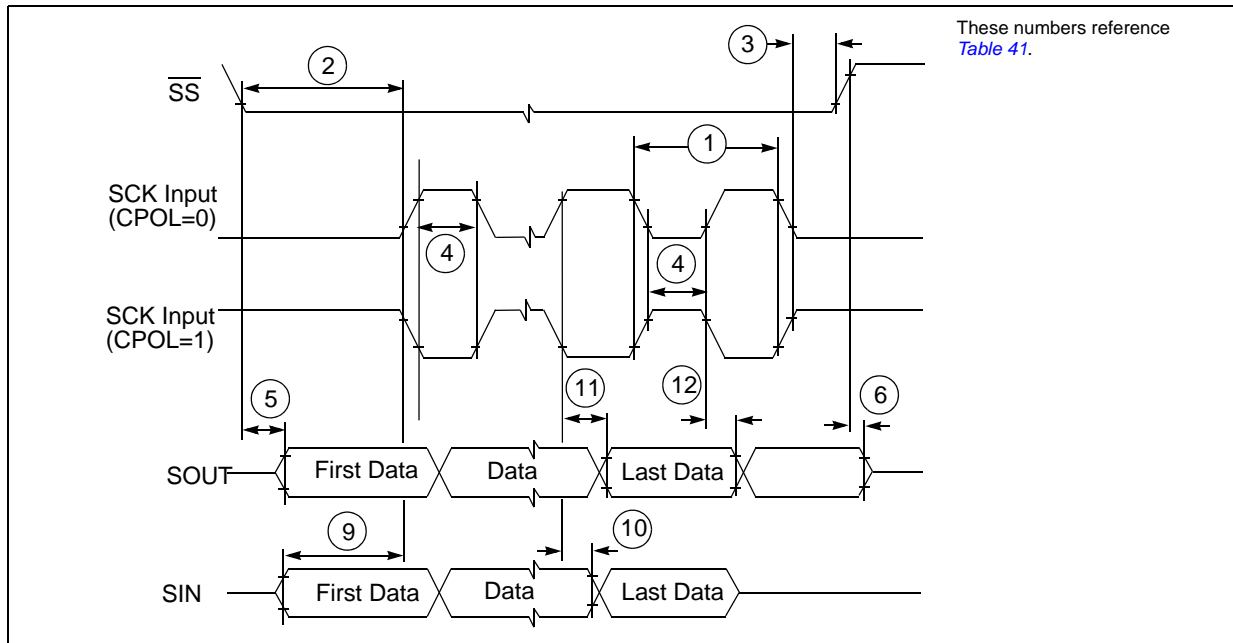 These numbers reference
Table 41.
3
2
SS
1
SCK Input
(CPOL=0)
4
4
SCK Input
(CPOL=1)
5
11
12
6
SOUT
First Data
Data
Last Data
9
10
SIN
First Data
Data
Last Data